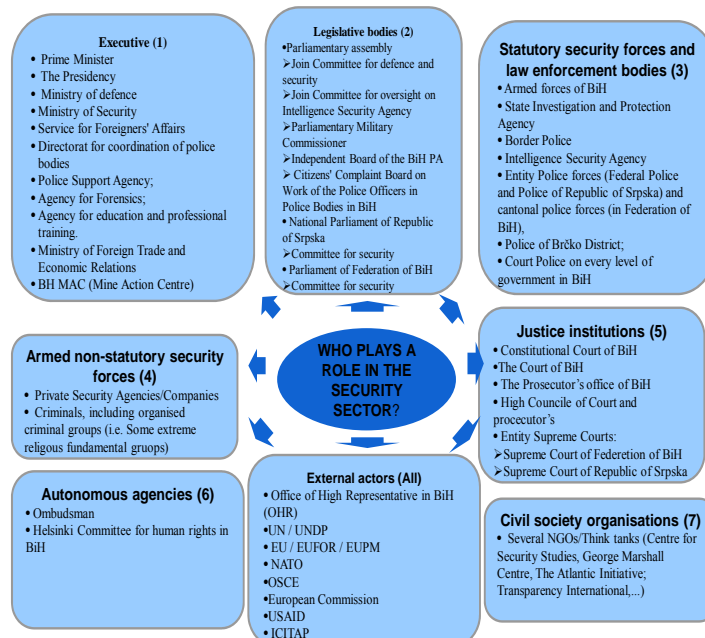 Executive (1)
• Prime Minister
• The Presidency
• Ministry of defence
• Ministry of Security
• Service for Foreigners' Affairs
• Directorat for coordination of police
bodies
• Police Support Agency;
• Agency for Forensics;
• Agency for education and professional
training.
• Ministry of Foreign Trade and
Economic Relations
• BH MAC (Mine Action Centre)
Legislative bodies (2)
•Parliamentary assembly
➢Join Committee for defence and
security
➢Join Committee for oversight on
Intelligence Security Agency
➢Parliamentary Military
Commissioner
➢Independent Board of the BiH PA
➢ Citizens' Complaint Board on
Work of the Police Officers in
Police Bodies in BiH
• National Parliament of Republic
of Srpska
➢Committee for security
• Parliament of Federation of BiH
➢Committee for security
Statutory security forces and
law enforcement bodies (3)
•Armed forces of BiH
• State Investigation and Protection
Agency
• Border Police
• Intelligence Security Agency
• Entity Police forces (Federal Police
and Police of Republic of Srpska) and
cantonal police forces (in Federation of
BiH),
• Police of Brčko District;
• Court Police on every level of
government in BiH
WHO PLAYS A
ROLE IN THE
SECURITY
SECTOR?
Armed non-statutory security
forces (4)
• Private Security Agencies/Companies
• Criminals, including organised
criminal groups (i.e. Some extreme
religous fundamental gruops)
Justice institutions (5)
• Constitutional Court of BiH
•The Court of BiH
• The Prosecutor's office of BiH
• High Councile of Court and
procecutor's
• Entity Supreme Courts:
➢Supreme Court of Federetion of BiH
➢Supreme Court of Republic of Srpska
Autonomous agencies (6)
• Ombudsman
• Helsinki Committee for human rights in
BiH
External actors (All)
• Office of High Representative in BiH
(OHR)
• UN / UNDP
• EU / EUFOR / EUPM
• NATO
• OSCE
•European Commission
• USAID
• ICITAP
Civil society organisations (7)
• Several NGOs/Think tanks (Centre for
Security Studies, George Marshall
Centre, The Atlantic Initiative;
Transparency International,...)